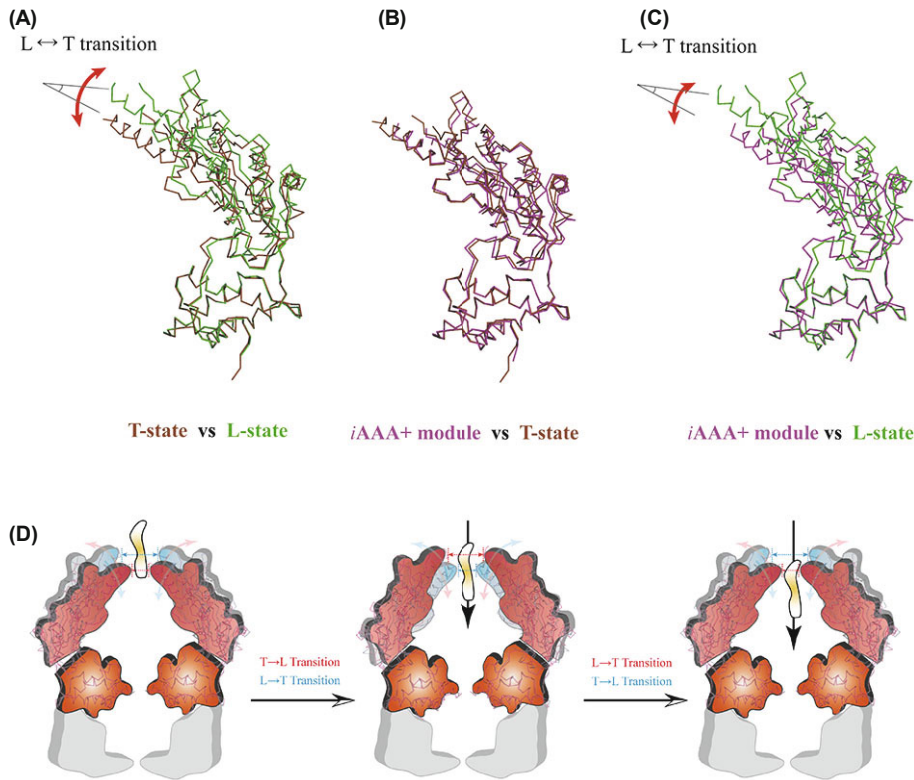 (A)
(B)
(C)
L ↔ T transition
L ↔ T transition
T-state vs L-state
iAAA+ module vs T-state
iAAA+ module vs L-state
(D)
T→L Transition
L→T Transition
L→T Transition
T→L Transition